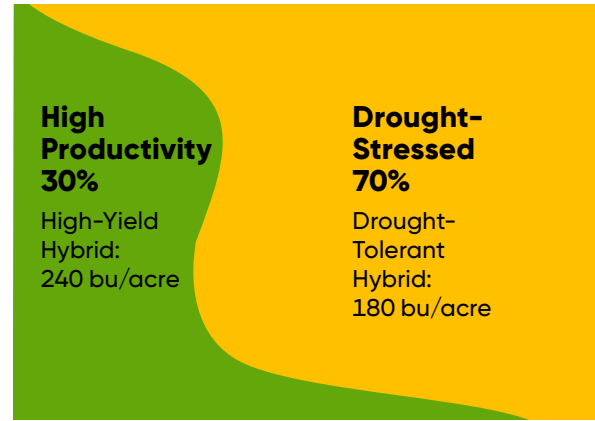 High
Productivity
30%
High-Yield
Hybrid:
240 bu/acre
Drought-
Stressed
70%
Drought-
Tolerant
Hybrid:
180 bu/acre